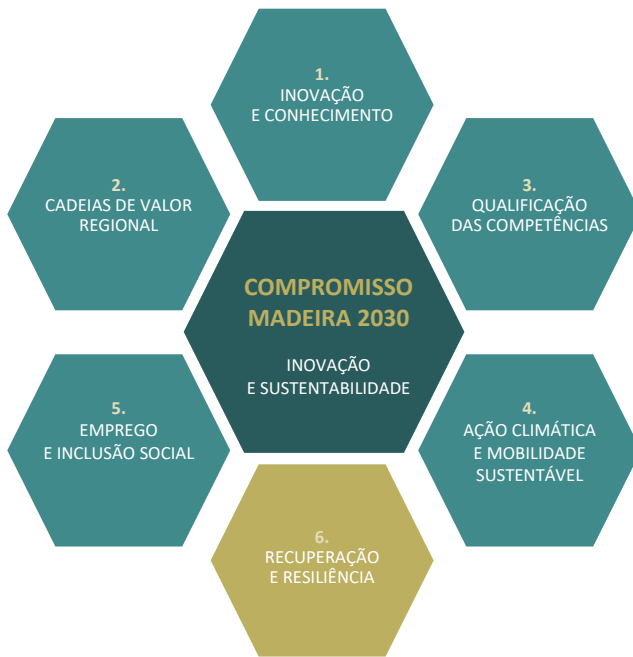 1.
INOVAÇÃO
E CONHECIMENTO
2.
CADEIAS DE VALOR
REGIONAL
3.
QUALIFICAÇÃO
DAS COMPETÊNCIAS
COMPROMISSO
MADEIRA 2030
INOVAÇÃO
E SUSTENTABILIDADE
5.
EMPREGO
E INCLUSÃO SOCIAL
4.
AÇÃO CLIMÁTICA
E MOBILIDADE
SUSTENTÁVEL
6.
RECUPERAÇÃO
E RESILIÊNCIA